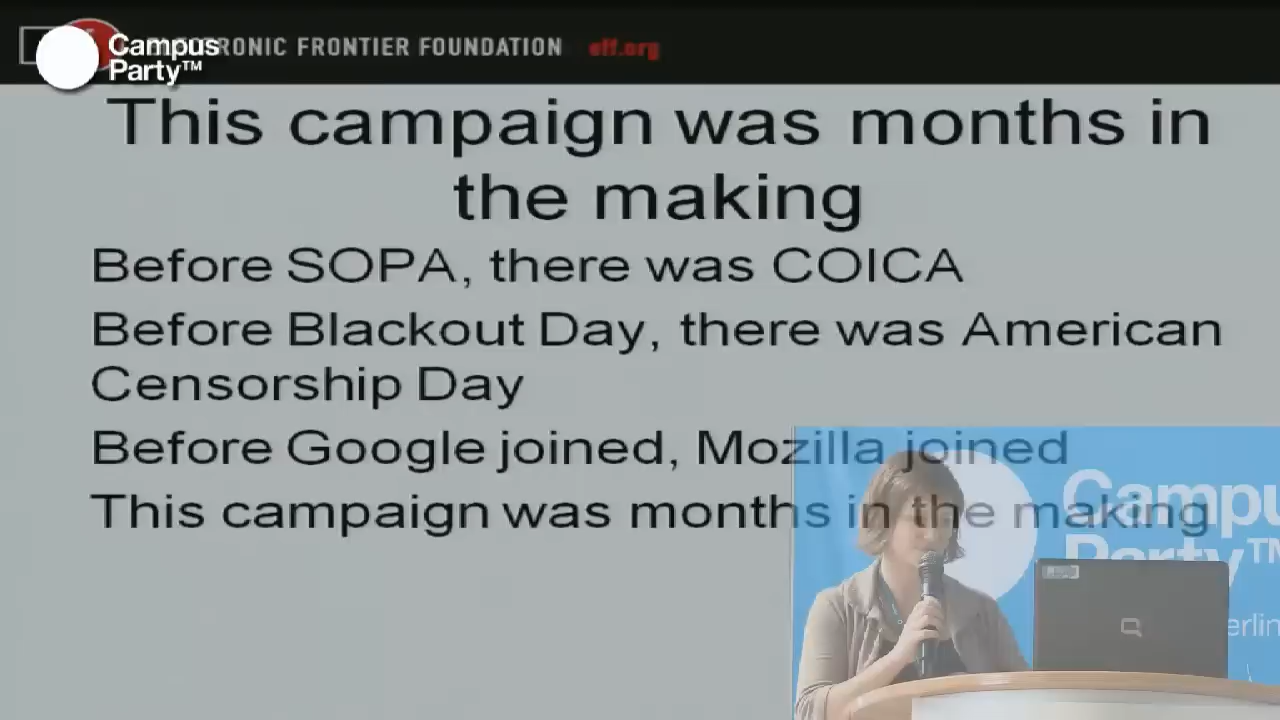 Campus
Party™
RONIC FRONTIER FOUNDATION eff.org
This campaign was months in
the making
Before SOPA, there was COICA
Before Blackout Day, there was American
Censorship Day
Before Google joined, Mozilla joined
This campaign was months in the making
Campu
Party™
erlin